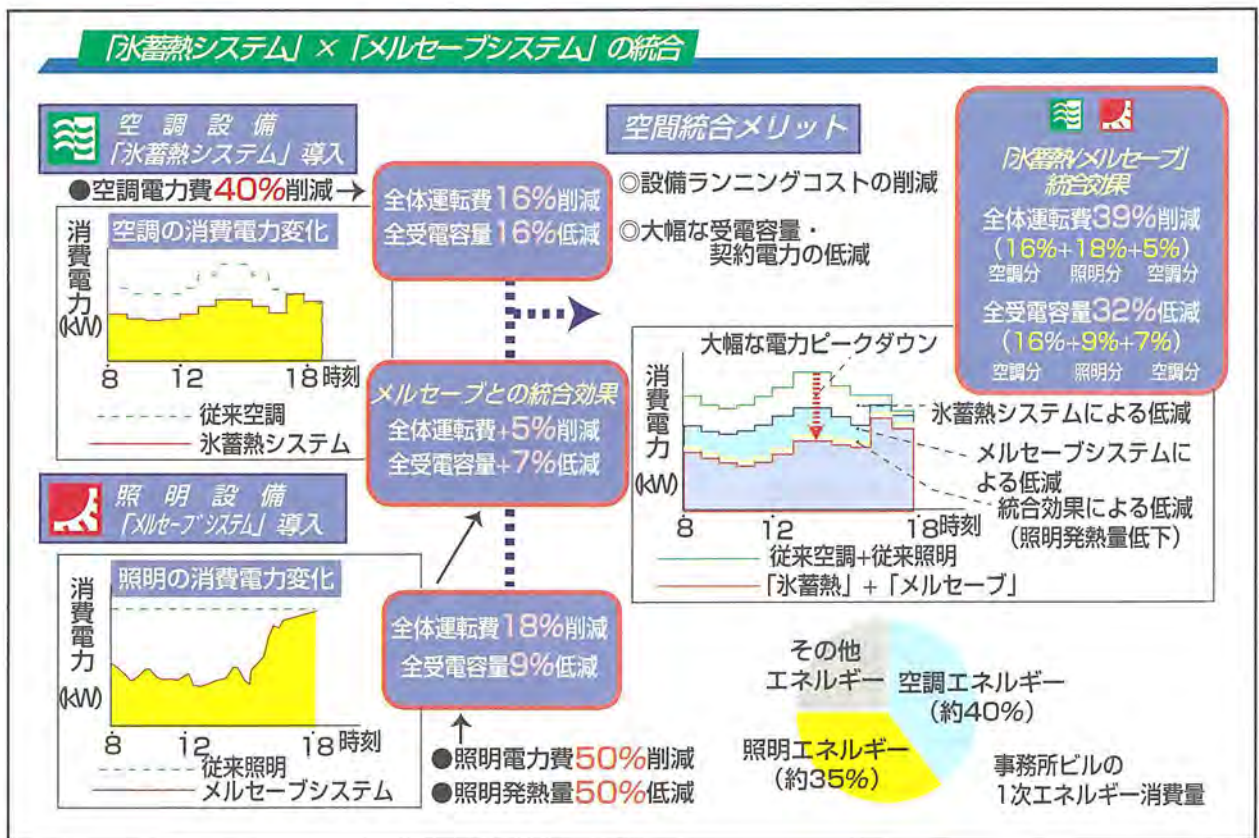 「氷蓄熱システム」×「メルセーブシステム」の統合
空調設備
「氷蓄熱システム」導入
●空調電力費40%削減→
空調の消費電力変化
消費電力
(kW)
8 12 18時刻
従来空調
氷蓄熱システム
照明設備
「メルセーブシステム」導入
照明の消費電力変化
消費電力
(kW)
8 12 18時刻
従来照明
メルセーブシステム
全体運転費16%削減
全受電容量16%低減
メルセーブとの統合効果
全体運転費+5%削減
全受電容量+7%低減
全体運転費18%削減
全受電容量9%低減
●照明電力費50%削減
●照明発熱量50%低減
空間統合メリット
◎設備ランニングコストの削減
◎大幅な受電容量・
契約電力の低減
「氷蓄熱/メルセーブ」
統合効果
全体運転費39%削減
(16%+18%+5%)
空調分 照明分 空調分
全受電容量32%低減
(16%+9%+7%)
空調分 照明分 空調分
大幅な電力ピークダウン
消費電力
(kW)
氷蓄熱システムによる低減
メルセーブシステムに
よる低減
統合効果による低減
(照明発熱量低下)
8 12 18時刻
従来空調+従来照明
「氷蓄熱」+「メルセーブ」
その他
エネルギー
空調エネルギー
(約40%)
照明エネルギー
(約35%)
事務所ビルの
1次エネルギー消費量